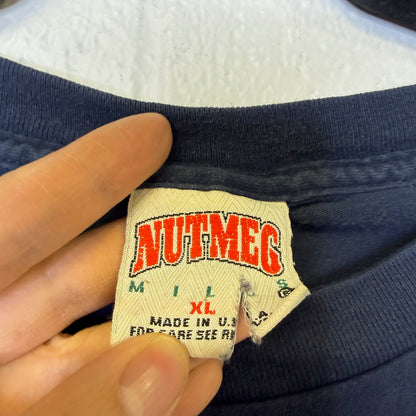 NUTMEG
M I L L S ®
XL
MADE IN U.S.A.
FOR CARE SEE